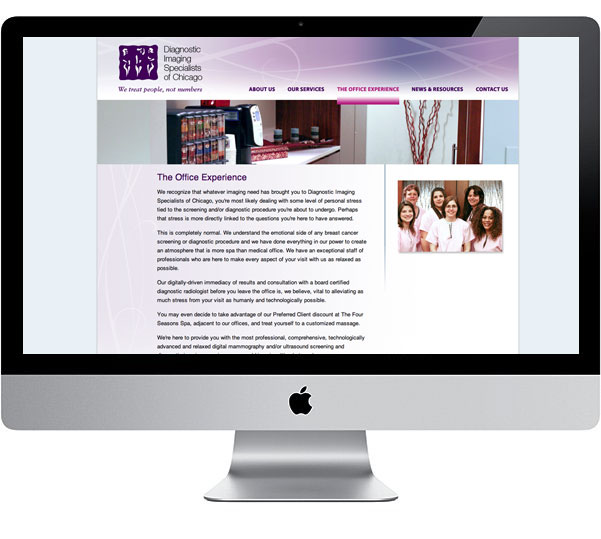 Diagnostic
Imaging
Specialists
of Chicago
We treat people, not numbers
ABOUT US OUR SERVICES THE OFFICE EXPERIENCE NEWS & RESOURCES CONTACT US
The Office Experience
We recognize that whatever imaging need has brought you to Diagnostic Imaging
Specialists of Chicago, you're most likely dealing with some level of personal stress
tied to the screening and/or diagnostic procedure you're about to undergo. Perhaps
that stress is more directly linked to the questions you're here to have answered.
This is completely normal. We understand the emotional side of any breast cancer
screening or diagnostic procedure and we have done everything in our power to create
an atmosphere that is more spa than medical office. We have an exceptional staff of
professionals who are here to make every aspect of your visit with us as relaxed as
possible.
Our digitally-driven immediacy of results and consultation with a board certified
diagnostic radiologist before you leave the office is, we believe, vital to alleviating as
much stress from your visit as humanly and technologically possible.
You may even decide to take advantage of our Preferred Client discount at The Four
Seasons Spa, adjacent to our offices, and treat yourself to a customized massage.
We're here to provide you with the most professional, comprehensive, technologically
advanced and relaxed digital mammography and/or ultrasound screening and